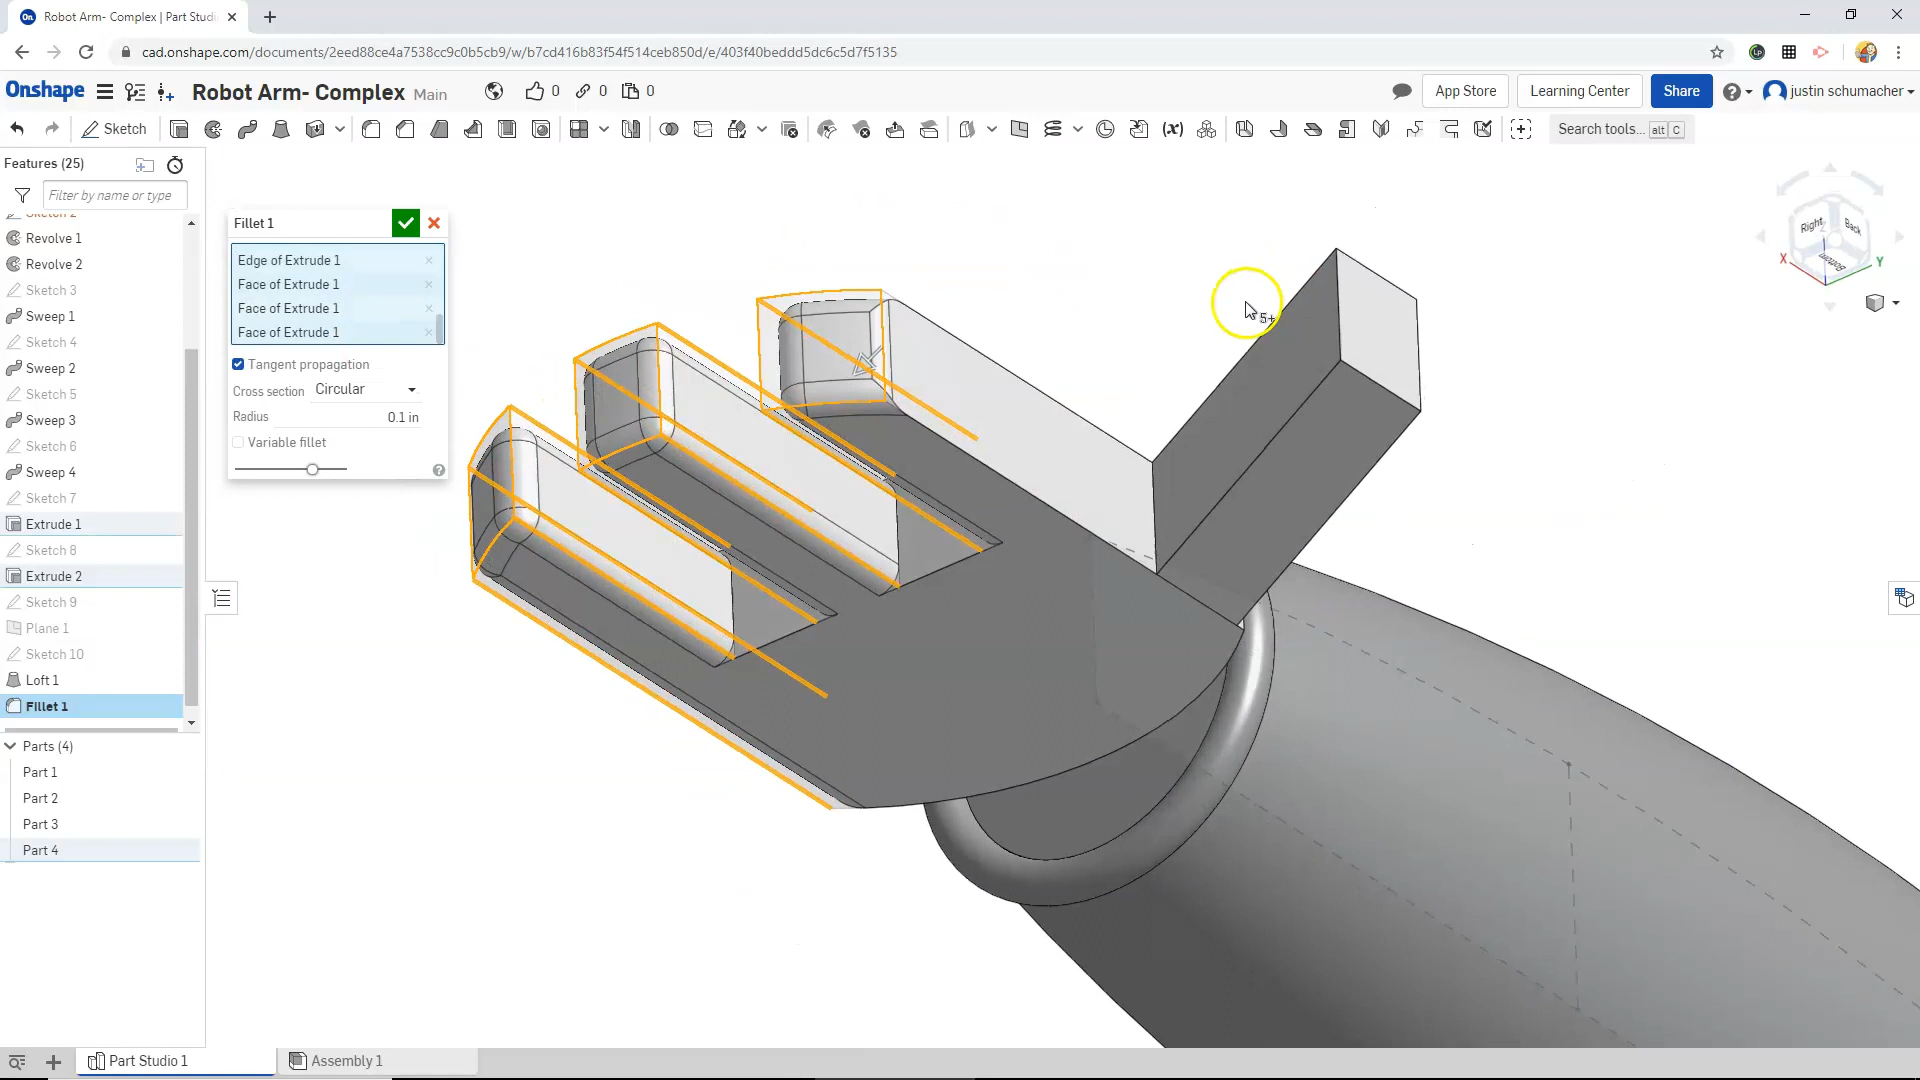 Robot Arm- Complex | Part Studi
cad.onshape.com/documents/2eed88ce4a7538cc9c0b5cb9/w/b7cd416b83f54f514ceb850d/e/403f40beddd5dc6c5d7f5135
Onshape
Robot Arm- Complex Main
0
0
0
App Store
Learning Center
Share
justin schumacher
Sketch
Search tools... alt C
Features (25)
Filter by name or type
Sketch 2
Revolve 1
Revolve 2
Sketch 3
Sweep 1
Sketch 4
Sweep 2
Sketch 5
Sweep 3
Sketch 6
Sweep 4
Sketch 7
Extrude 1
Sketch 8
Extrude 2
Sketch 9
Plane 1
Sketch 10
Loft 1
Fillet 1
Parts (4)
Part 1
Part 2
Part 3
Part 4
Fillet 1
Edge of Extrude 1
Face of Extrude 1
Face of Extrude 1
Face of Extrude 1
Tangent propagation
Cross section Circular
Radius 0.1 in
Variable fillet
5+
Right
Back
Bottom
Z
X
Y
Part Studio 1
Assembly 1